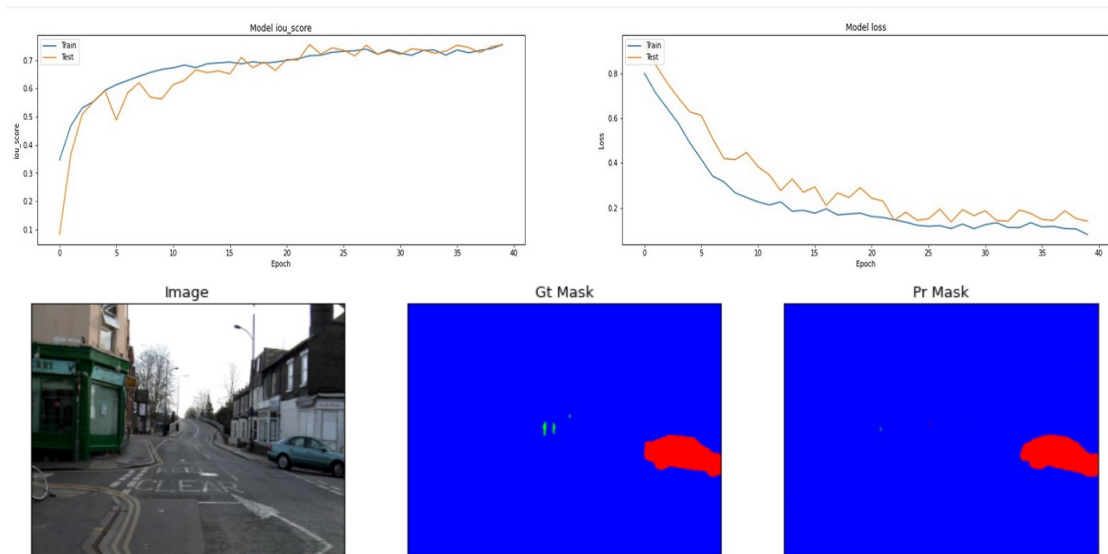 Model iou_score
Train
Test
iou_score
0.7
0.6
0.5
0.4
0.3
0.2
0.1
0 5 10 15 20 25 30 35 40
Epoch
Model loss
Train
Test
Loss
0.8
0.6
0.4
0.2
0 5 10 15 20 25 30 35 40
Epoch
Image
Gt Mask
Pr Mask
KEEP
CLEAR